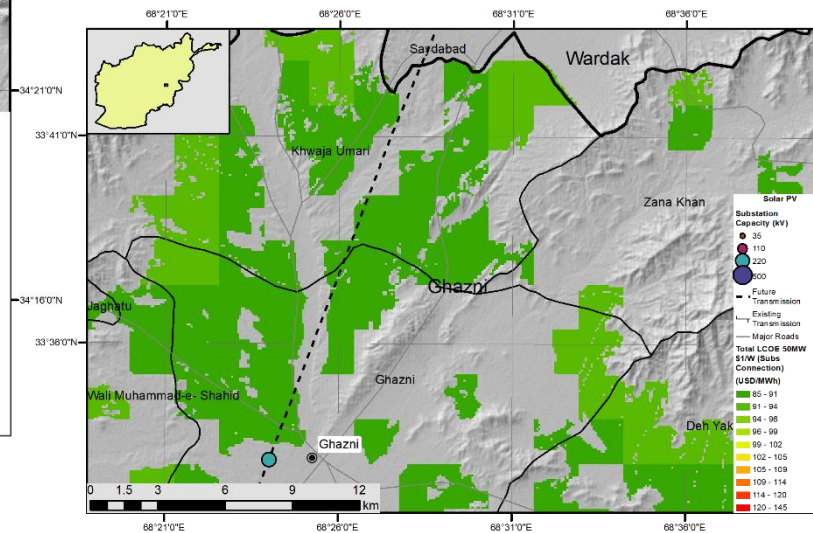 68°21'0"E 68°26'0"E 68°31'0"E 68°36'0"E
Saydabad
Wardak
34°21'0"N
33°41'0"N
Khwaja Umari
Zana Khan
Solar PV
Substation
Capacity (kV)
35
110
220
500
Future
Transmission
Existing
Transmission
Major Roads
Total LCOE 50MW
$1/W (Subs
Connection)
(USD/MWh)
85 - 91
91 - 94
94 - 96
96 - 99
99 - 102
102 - 105
105 - 109
109 - 114
114 - 120
120 - 145
Ghazni
34°16'0"N
Jaghatu
33°36'0"N
Ghazni
Wali Muhammad-e- Shahid
Deh Yak
Ghazni
0 1.5 3 6 9 12
km
68°21'0"E 68°26'0"E 68°31'0"E 68°36'0"E